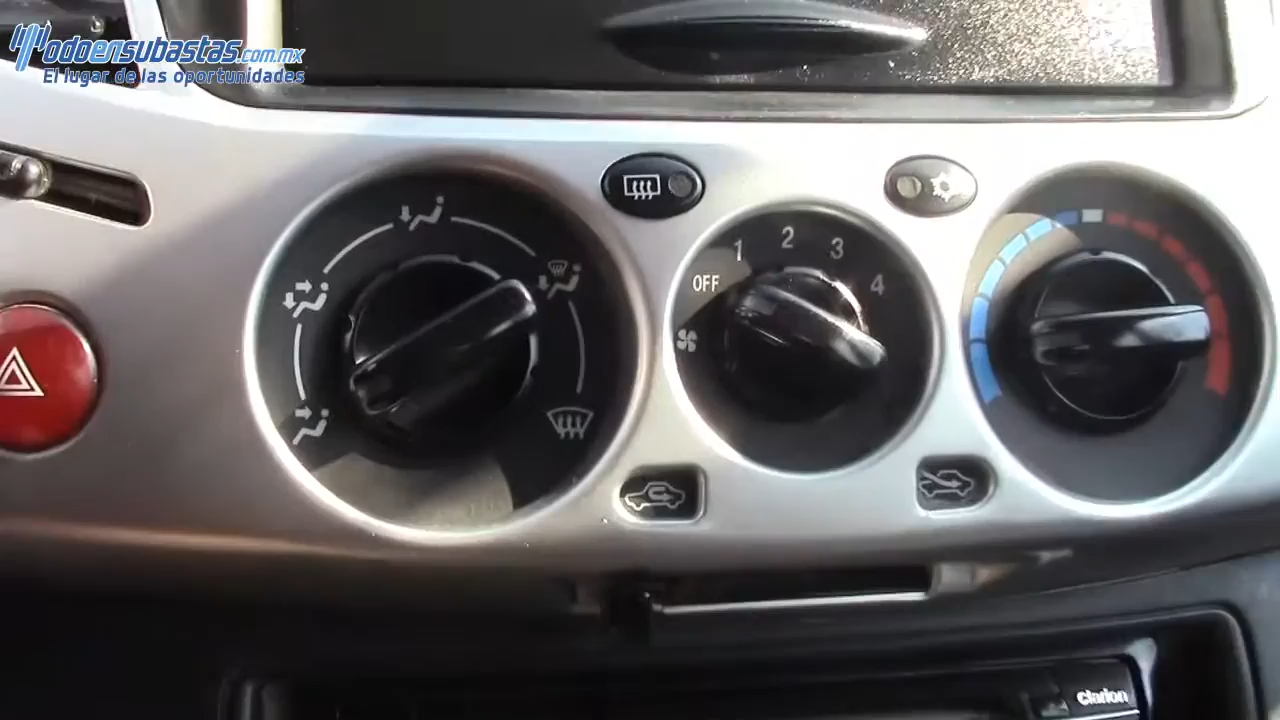 todoensubastas.com.mx
El lugar de las oportunidades
OFF
1
2
3
4
clarion